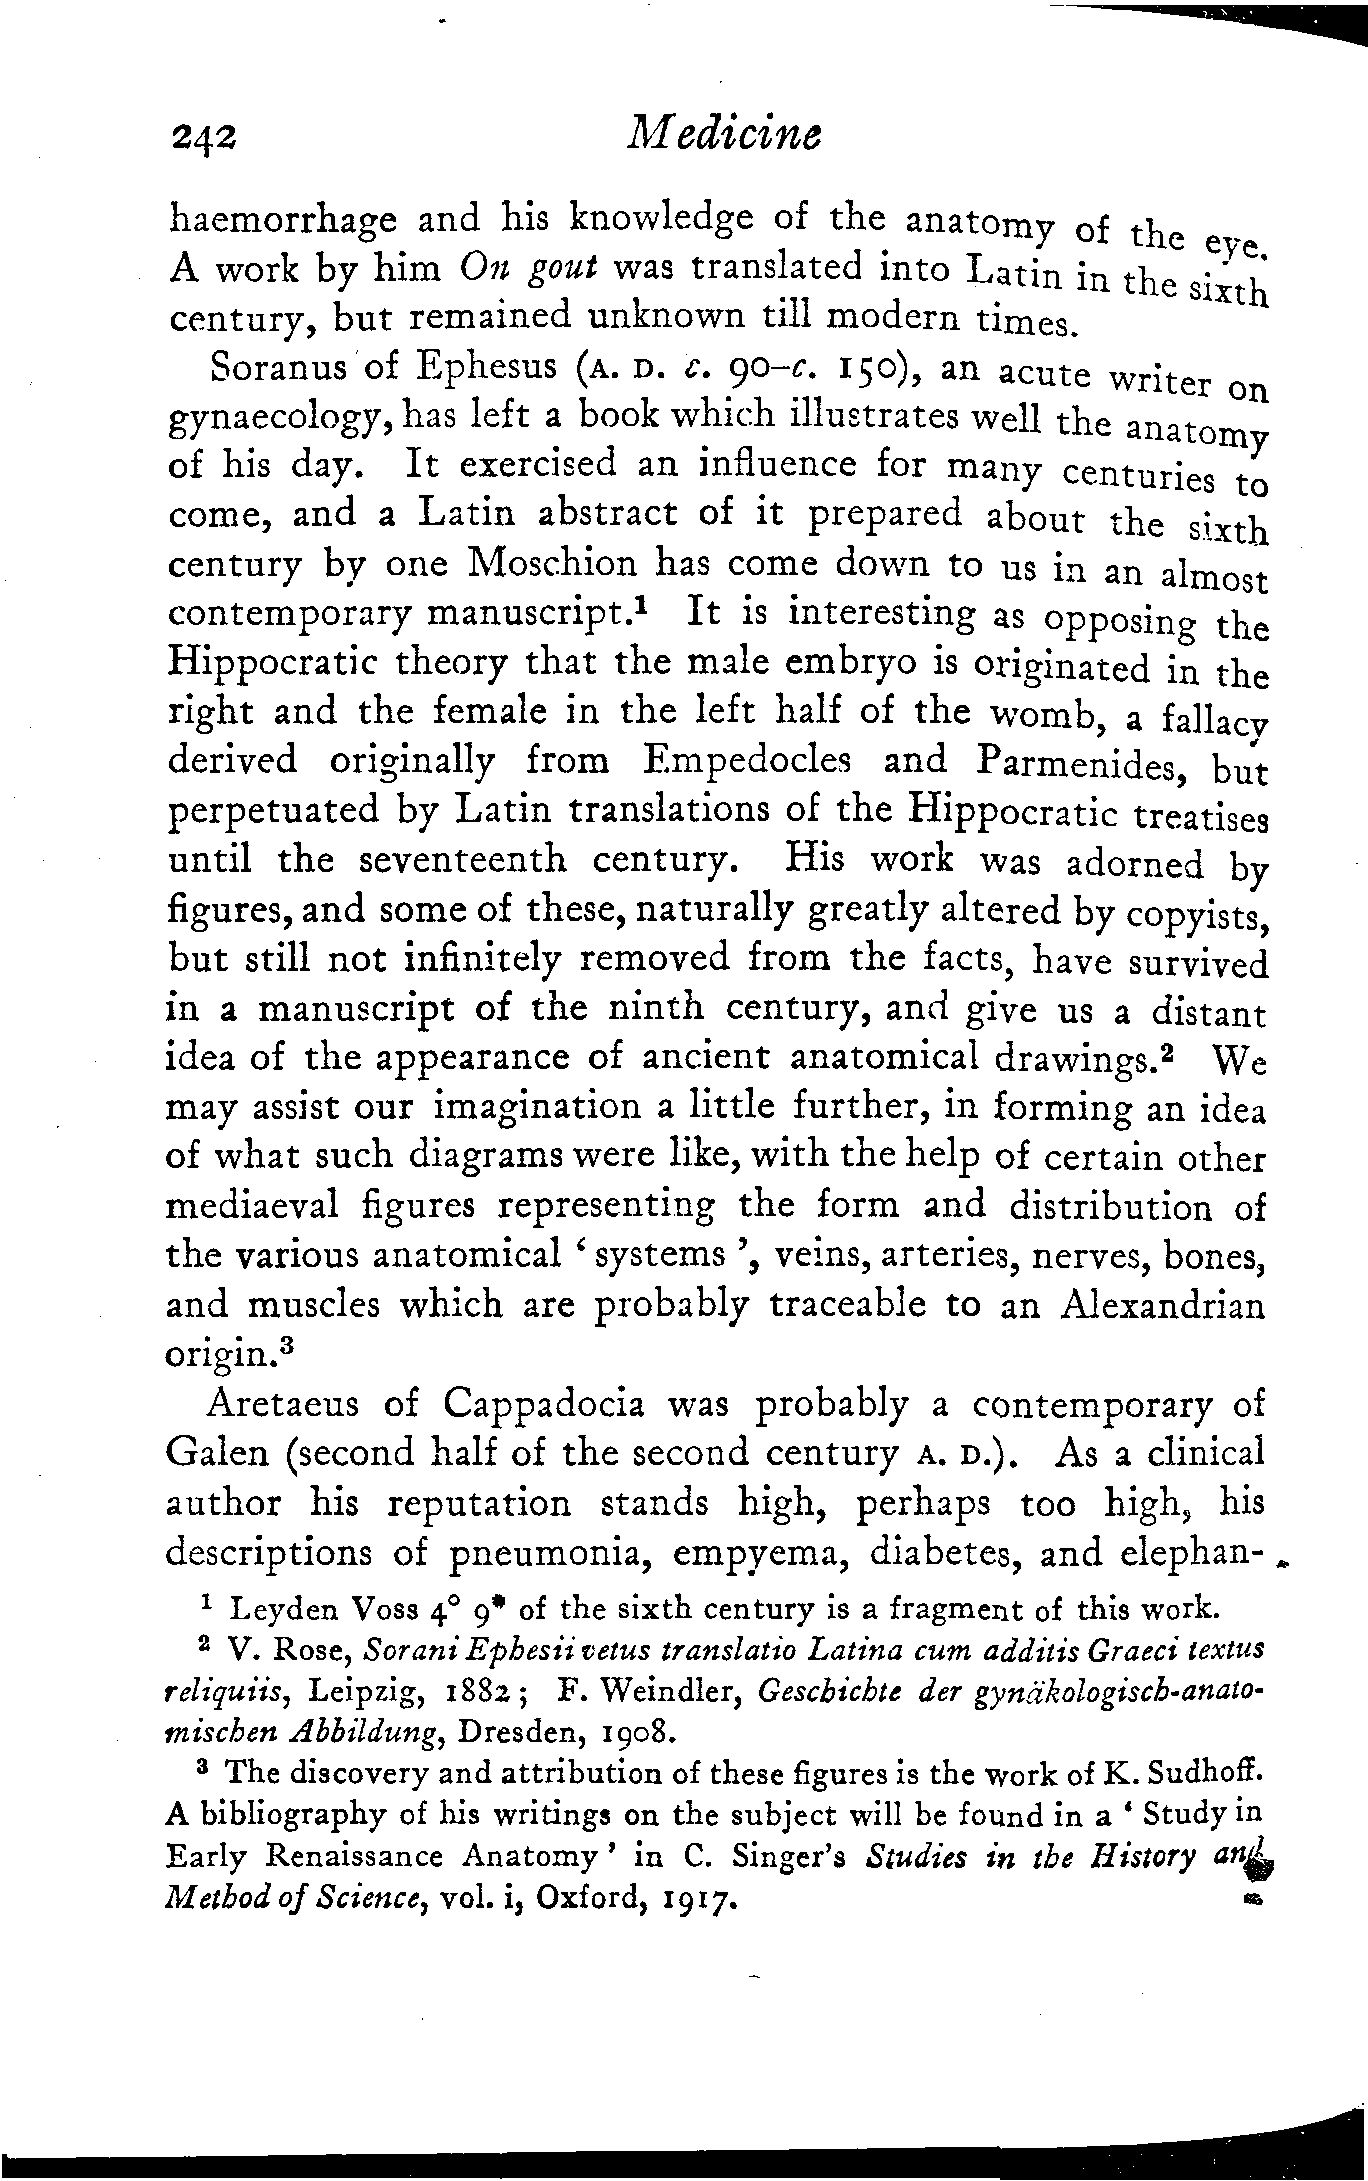 242 Medicine
haemorrhage and his knowledge of the anatomy of the eye.
A work by him On gout was translated into Latin in the sixth
century, but remained unknown till modern times.
Soranus of Ephesus (A. D. c. 90–c. 150), an acute writer on
gynaecology, has left a book which illustrates well the anatomy
of his day. It exercised an influence for many centuries to
come, and a Latin abstract of it prepared about the sixth
century by one Moschion has come down to us in an almost
contemporary manuscript.¹ It is interesting as opposing the
Hippocratic theory that the male embryo is originated in the
right and the female in the left half of the womb, a fallacy
derived originally from Empedocles and Parmenides, but
perpetuated by Latin translations of the Hippocratic treatises
until the seventeenth century. His work was adorned by
figures, and some of these, naturally greatly altered by copyists,
but still not infinitely removed from the facts, have survived
in a manuscript of the ninth century, and give us a distant
idea of the appearance of ancient anatomical drawings.² We
may assist our imagination a little further, in forming an idea
of what such diagrams were like, with the help of certain other
mediaeval figures representing the form and distribution of
the various anatomical ‘ systems ’, veins, arteries, nerves, bones,
and muscles which are probably traceable to an Alexandrian
origin.³
Aretaeus of Cappadocia was probably a contemporary of
Galen (second half of the second century A. D.). As a clinical
author his reputation stands high, perhaps too high, his
descriptions of pneumonia, empyema, diabetes, and elephan-
¹ Leyden Voss 4° 9* of the sixth century is a fragment of this work.
² V. Rose, Sorani Ephesii vetus translatio Latina cum additis Graeci textus
reliquiis, Leipzig, 1882 ; F. Weindler, Geschichte der gynäkologisch-anato-
mischen Abbildung, Dresden, 1908.
³ The discovery and attribution of these figures is the work of K. Sudhoff.
A bibliography of his writings on the subject will be found in a ‘ Study in
Early Renaissance Anatomy ’ in C. Singer's Studies in the History and
Method of Science, vol. i, Oxford, 1917.